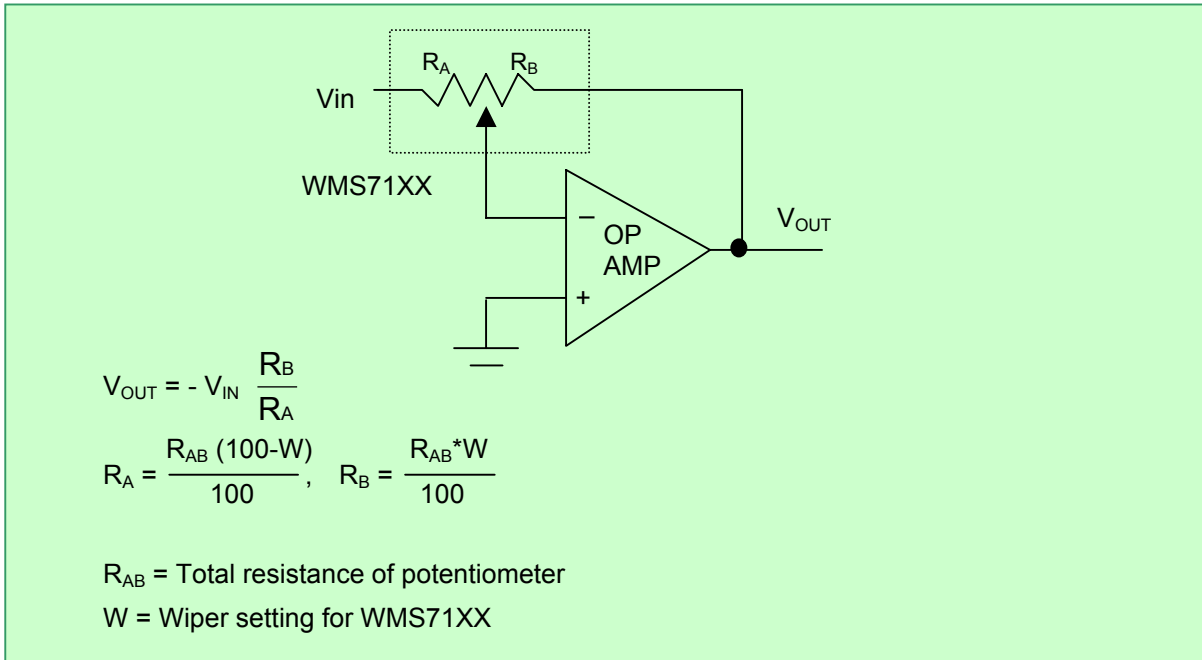 R_A R_B
Vin
WMS71XX
−
OP
AMP
+
V_OUT
V_OUT = - V_IN R_B / R_A
R_A = R_AB (100-W) / 100 , R_B = R_AB*W / 100
R_AB = Total resistance of potentiometer
W = Wiper setting for WMS71XX